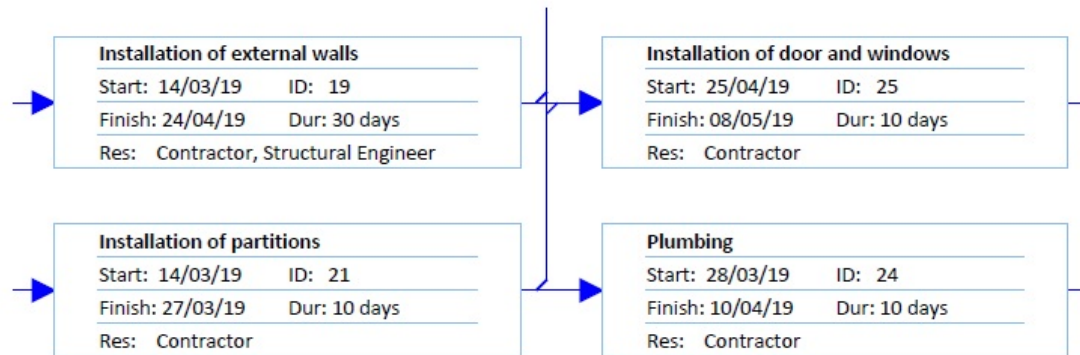 Installation of external walls
Start: 14/03/19 ID: 19
Finish: 24/04/19 Dur: 30 days
Res: Contractor, Structural Engineer
Installation of door and windows
Start: 25/04/19 ID: 25
Finish: 08/05/19 Dur: 10 days
Res: Contractor
Installation of partitions
Start: 14/03/19 ID: 21
Finish: 27/03/19 Dur: 10 days
Res: Contractor
Plumbing
Start: 28/03/19 ID: 24
Finish: 10/04/19 Dur: 10 days
Res: Contractor